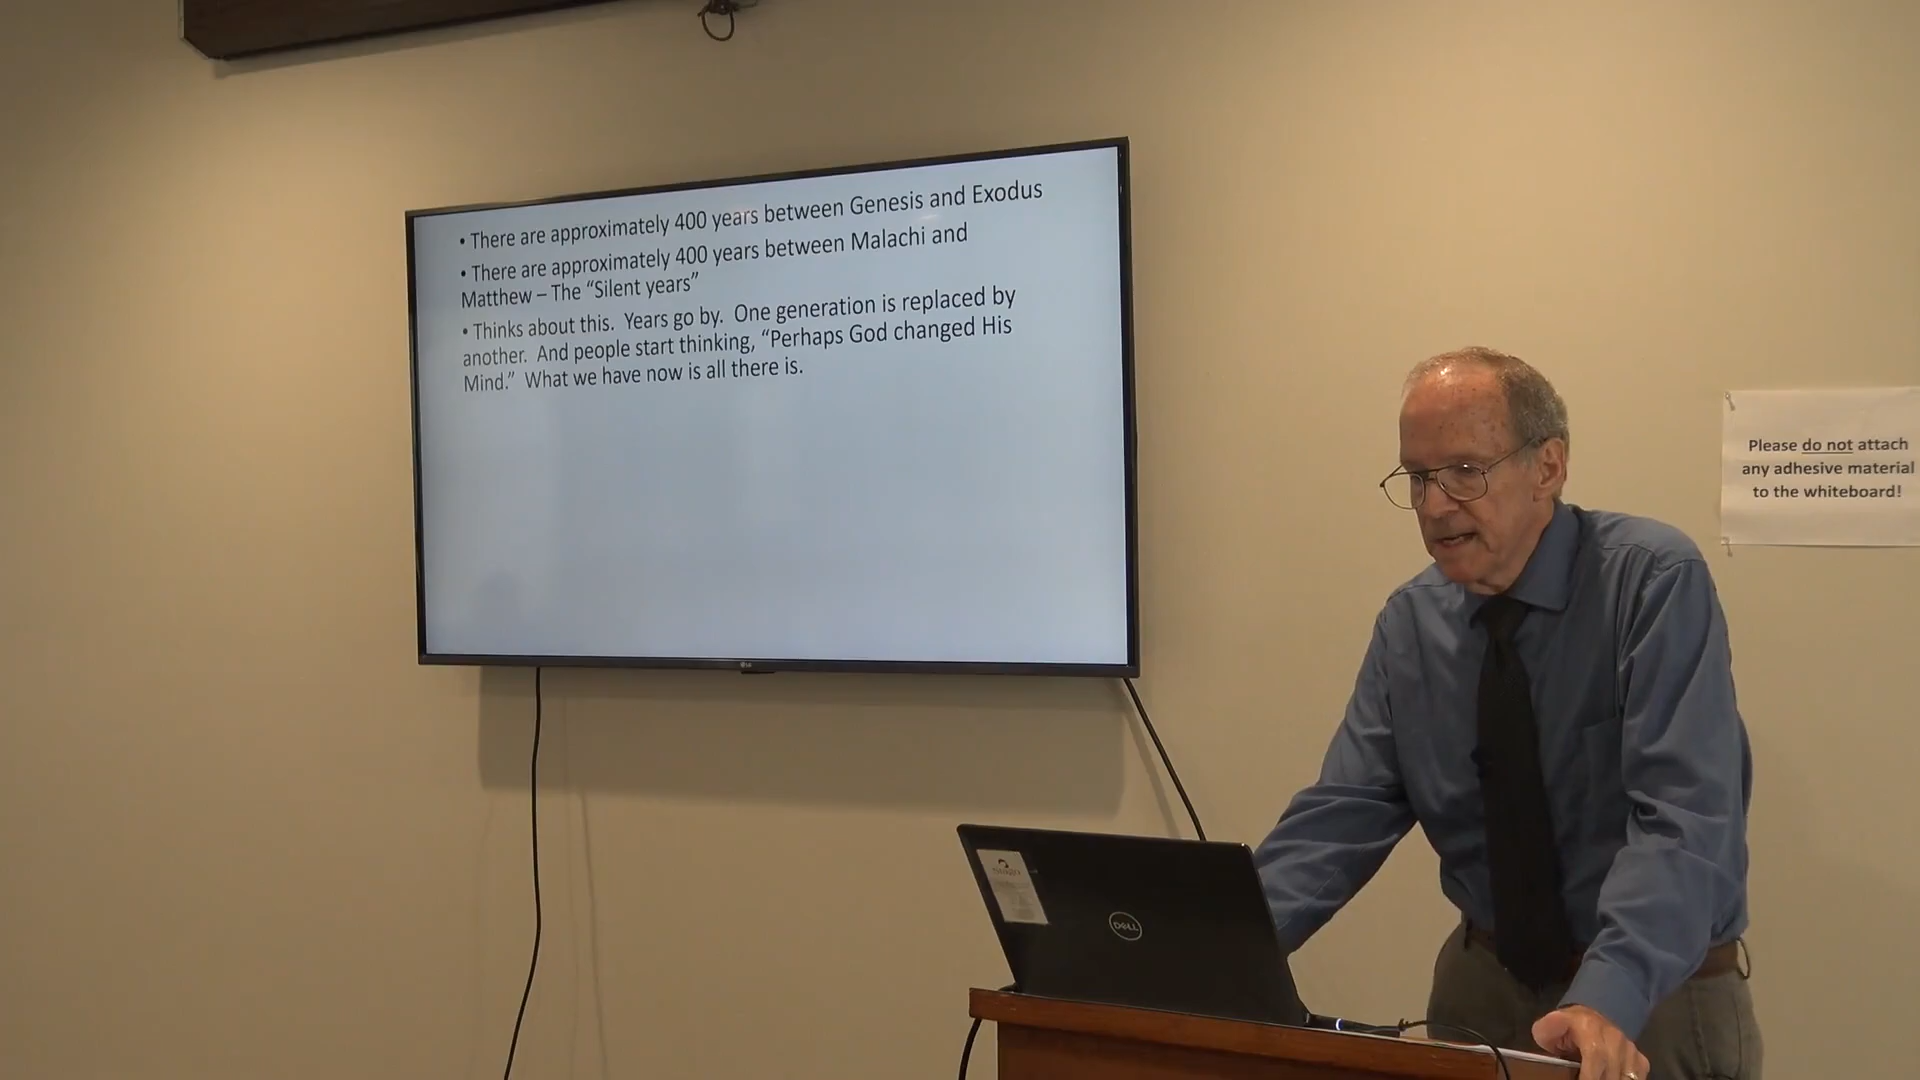 • There are approximately 400 years between Genesis and Exodus
• There are approximately 400 years between Malachi and
Matthew – The “Silent years”
• Thinks about this. Years go by. One generation is replaced by
another. And people start thinking, “Perhaps God changed His
Mind.” What we have now is all there is.
Please do not attach
any adhesive material
to the whiteboard!
LG
DELL